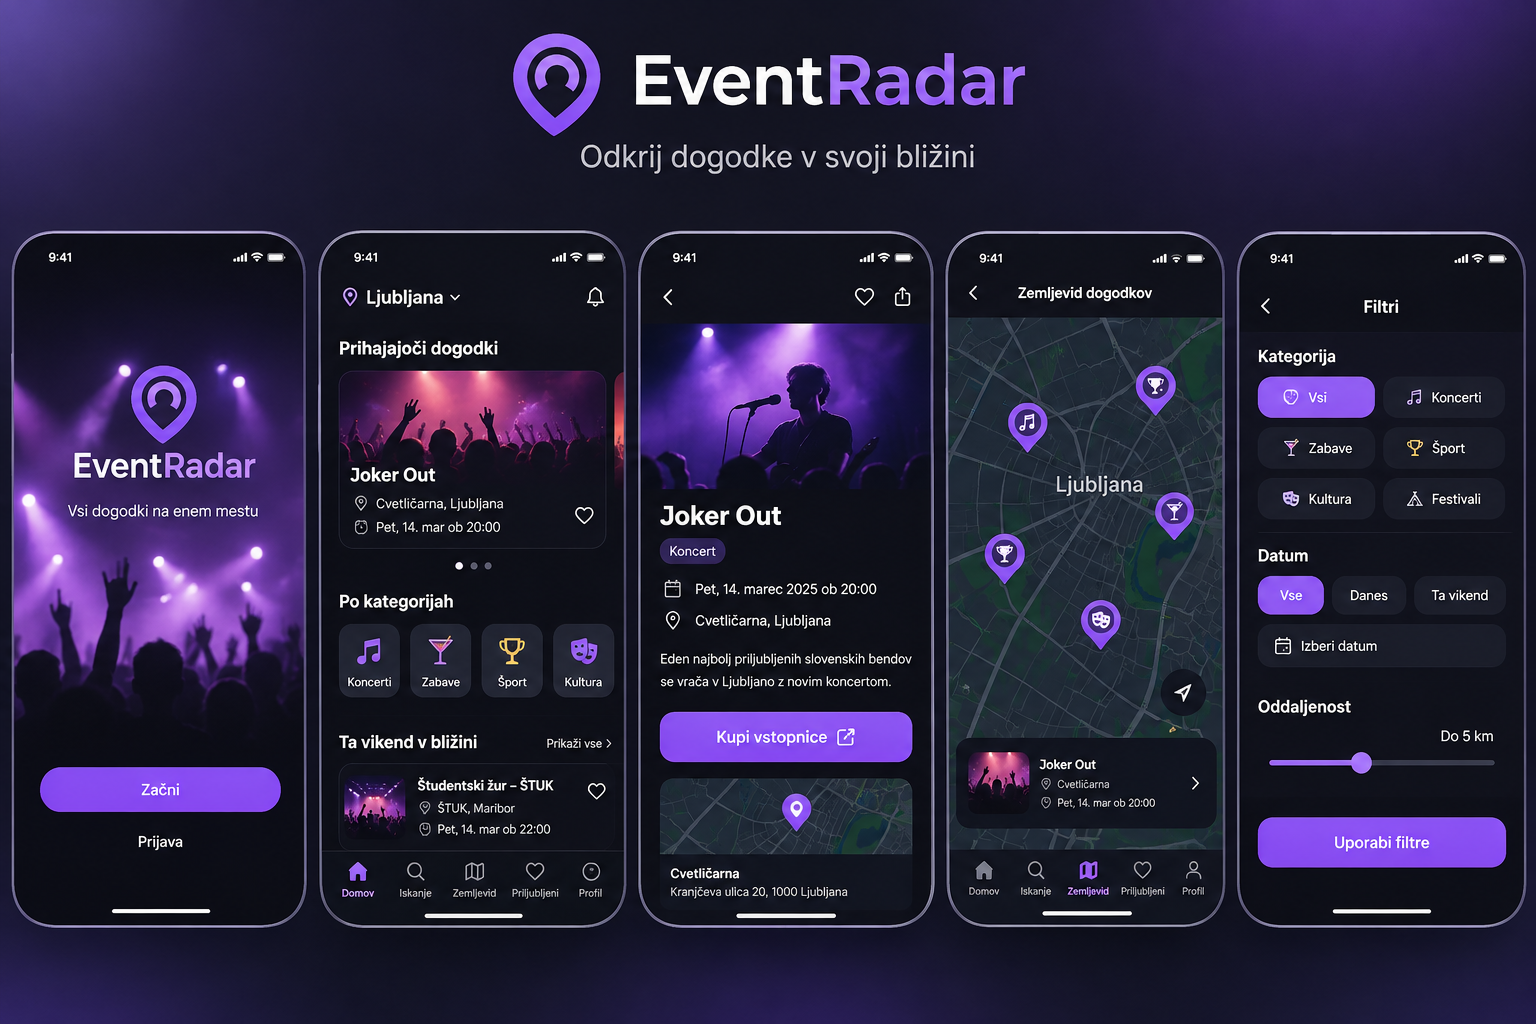 EventRadar
Odkrij dogodke v svoji bližini
9:41
EventRadar
Vsi dogodki na enem mestu
Začni
Prijava
9:41
Ljubljana
Prihajajoči dogodki
Joker Out
Cvetličarna, Ljubljana
Pet, 14. mar ob 20:00
Po kategorijah
Koncerti
Zabave
Šport
Kultura
Ta vikend v bližini
Prikaži vse
Študentski žur – ŠTUK
ŠTUK, Maribor
Pet, 14. mar ob 22:00
Domov
Iskanje
Zemljevid
Priljubljeni
Profil
9:41
Joker Out
Koncert
Pet, 14. marec 2025 ob 20:00
Cvetličarna, Ljubljana
Eden najbolj priljubljenih slovenskih bendov
se vrača v Ljubljano z novim koncertom.
Kupi vstopnice
Cvetličarna
Kranjčeva ulica 20, 1000 Ljubljana
9:41
Zemljevid dogodkov
Ljubljana
Joker Out
Cvetličarna
Pet, 14. mar ob 20:00
Domov
Iskanje
Zemljevid
Priljubljeni
Profil
9:41
Filtri
Kategorija
Vsi
Koncerti
Zabave
Šport
Kultura
Festivali
Datum
Vse
Danes
Ta vikend
Izberi datum
Oddaljenost
Do 5 km
Uporabi filtre